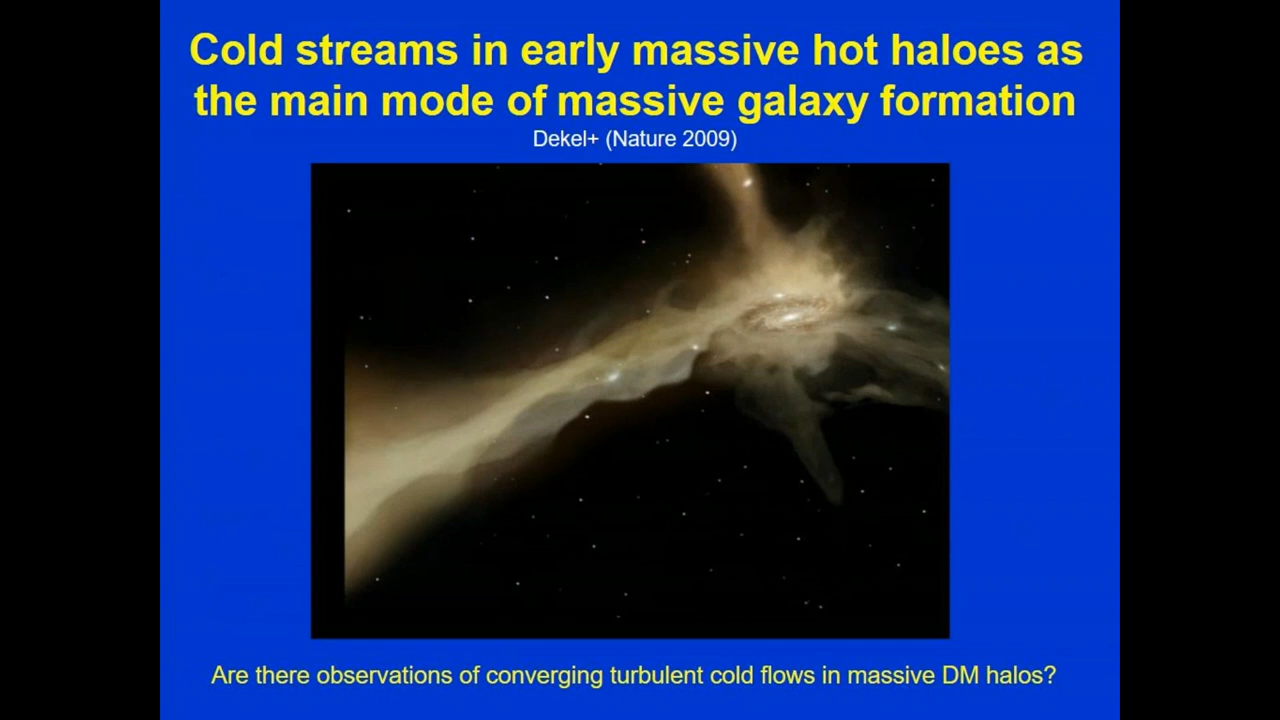 Cold streams in early massive hot haloes as
the main mode of massive galaxy formation
Dekel+ (Nature 2009)
Are there observations of converging turbulent cold flows in massive DM halos?